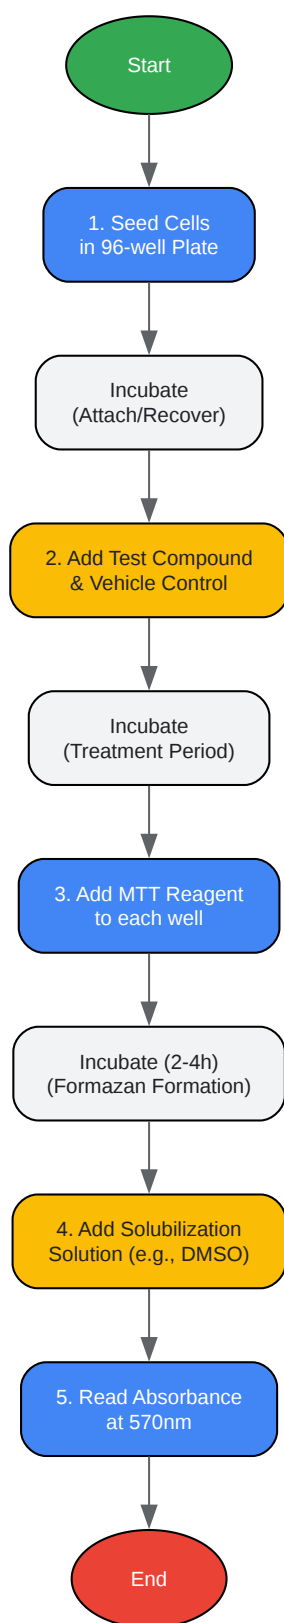 Start
1. Seed Cells
in 96-well Plate
Incubate
(Attach/Recover)
2. Add Test Compound
& Vehicle Control
Incubate
(Treatment Period)
3. Add MTT Reagent
to each well
Incubate (2-4h)
(Formazan Formation)
4. Add Solubilization
Solution (e.g., DMSO)
5. Read Absorbance
at 570nm
End